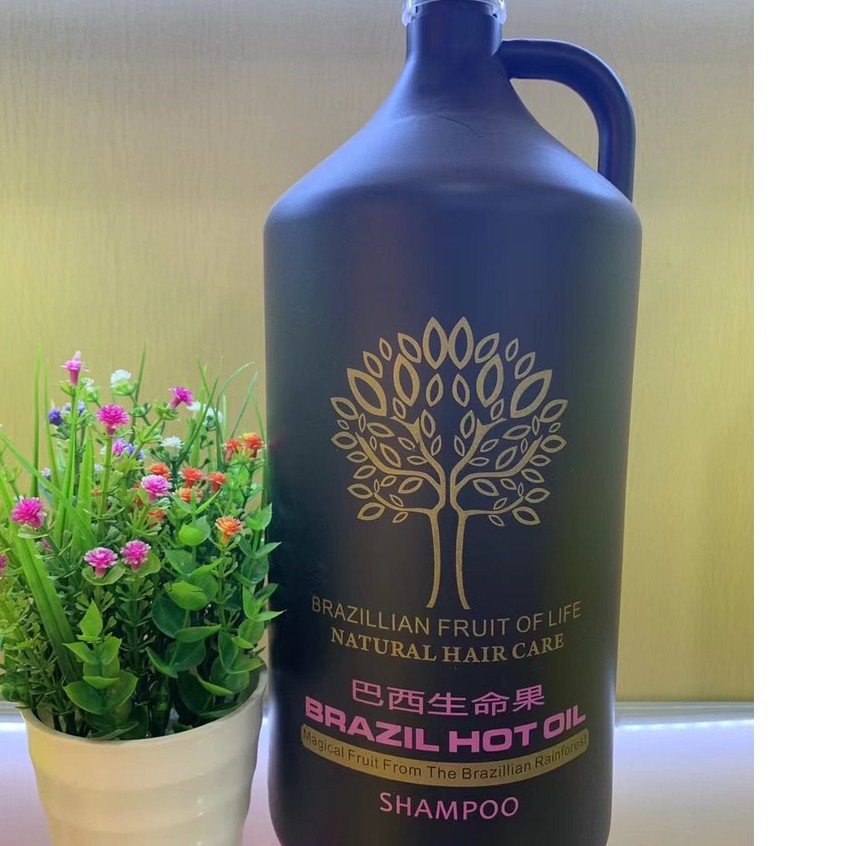 BRAZILLIAN FRUIT OF LIFE
NATURAL HAIR CARE
巴西生命果
BRAZIL HOT OIL
Magical Fruit From The Brazillian Rainforest
SHAMPOO